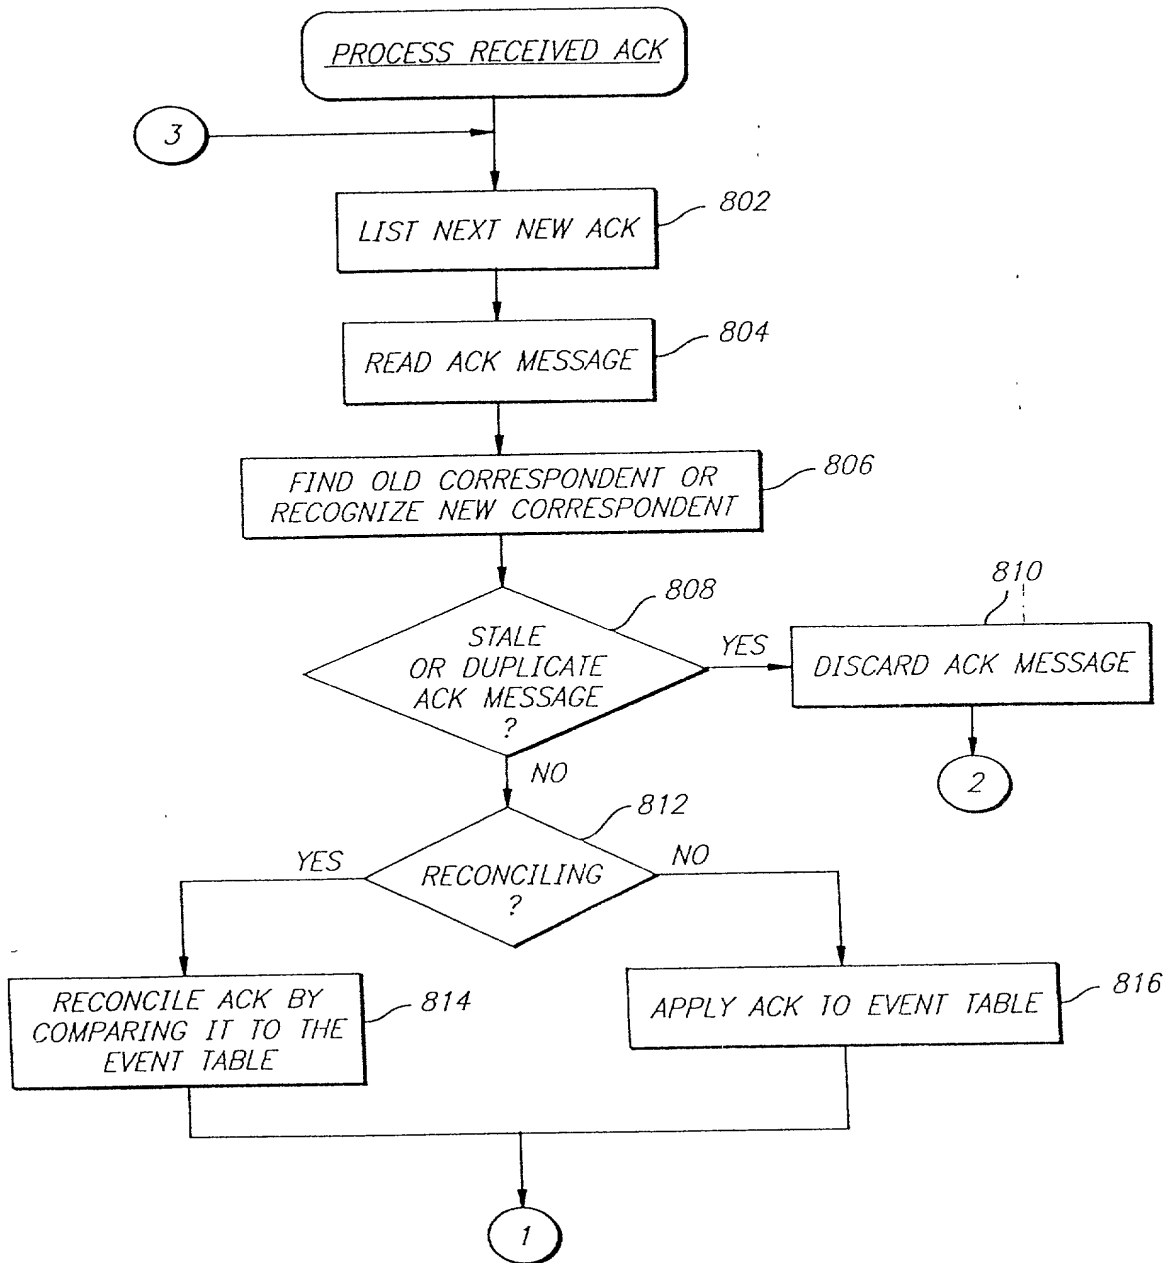 PROCESS RECEIVED ACK
3
802
LIST NEXT NEW ACK
804
READ ACK MESSAGE
806
FIND OLD CORRESPONDENT OR
RECOGNIZE NEW CORRESPONDENT
808
STALE
OR DUPLICATE
ACK MESSAGE
?
YES
810
DISCARD ACK MESSAGE
2
NO
812
RECONCILING
?
YES
NO
814
RECONCILE ACK BY
COMPARING IT TO THE
EVENT TABLE
816
APPLY ACK TO EVENT TABLE
1